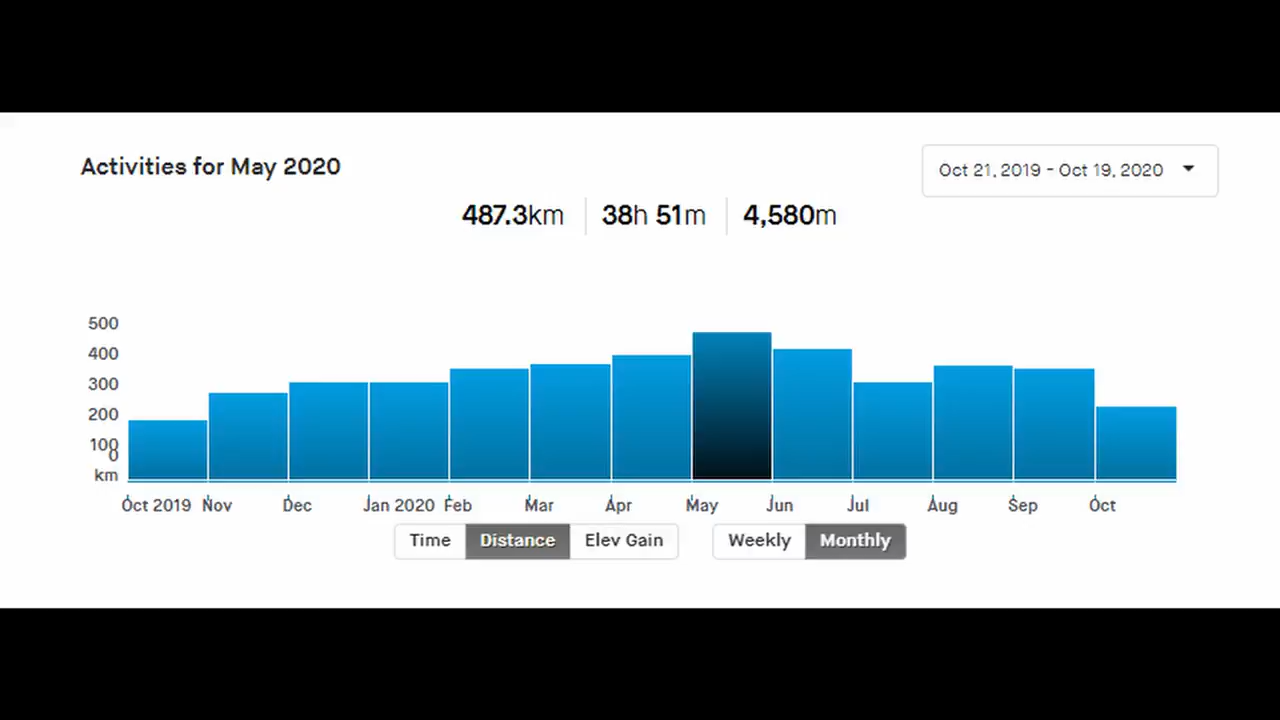 Activities for May 2020
Oct 21, 2019 - Oct 19, 2020
487.3km 38h 51m 4,580m
500
400
300
200
100
0
km
Oct 2019 Nov Dec Jan 2020 Feb Mar Apr May Jun Jul Aug Sep Oct
Time Distance Elev Gain Weekly Monthly